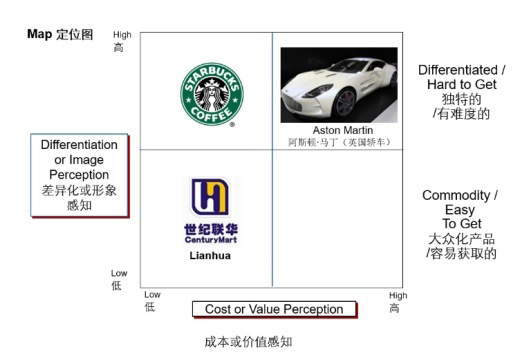 Map 定位图
High
高
STARBUCKS
COFFEE
®
Aston Martin
阿斯顿·马丁（英国轿车）
Differentiated /
Hard to Get
独特的
/有难度的
Differentiation
or Image
Perception
差异化或形象
感知
世纪联华
CenturyMart
Lianhua
Commodity /
Easy
To Get
大众化产品
/容易获取的
Low
低
Low
低
Cost or Value Perception
High
高
成本或价值感知